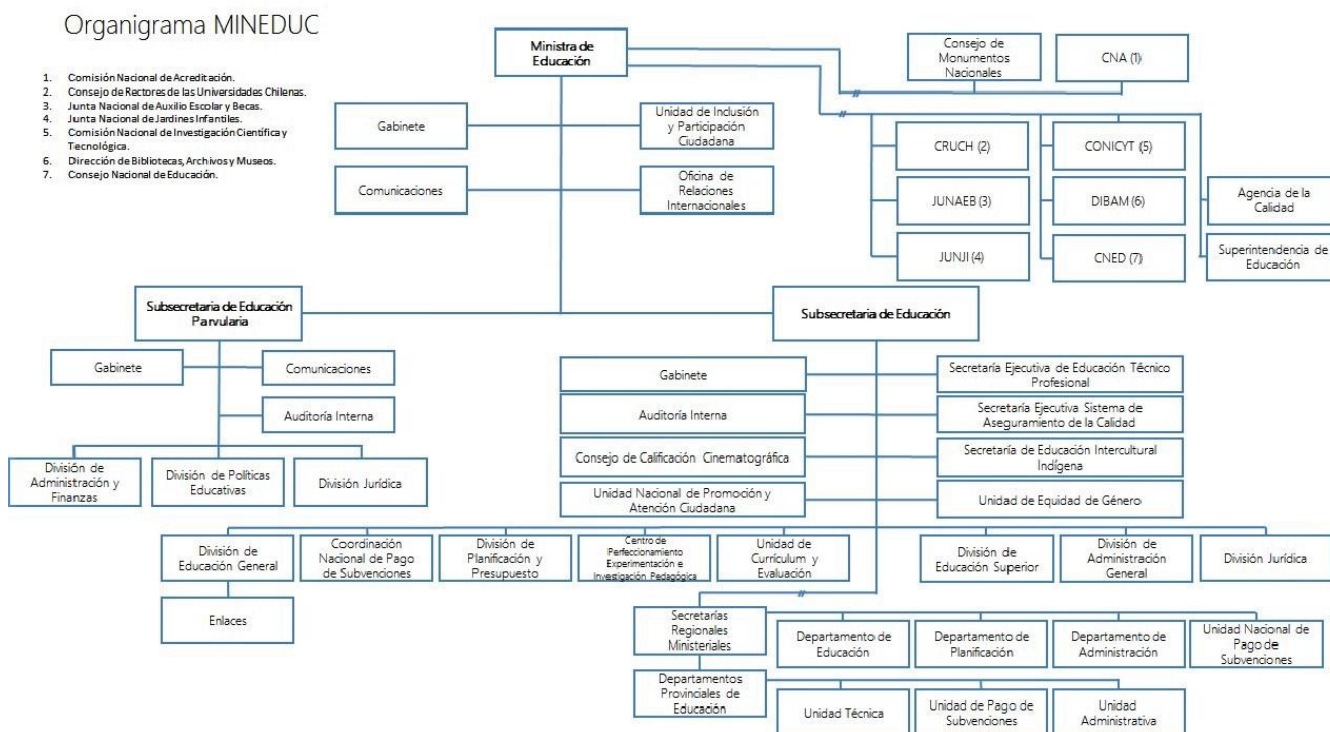 Organigrama MINEDUC
1. Comisión Nacional de Acreditación.
2. Consejo de Rectores de las Universidades Chilenas.
3. Junta Nacional de Auxilio Escolar y Becas.
4. Junta Nacional de Jardines Infantiles.
5. Comisión Nacional de Investigación Científica y
Tecnológica.
6. Dirección de Bibliotecas, Archivos y Museos.
7. Consejo Nacional de Educación.
Ministra de
Educación
Consejo de
Monumentos
Nacionales
CNA (1)
Gabinete
Unidad de Inclusión
y Participación
Ciudadana
Comunicaciones
Oficina de
Relaciones
Internacionales
CRUCH (2)
CONICYT (5)
JUNAEB (3)
DIBAM (6)
Agencia de la
Calidad
JUNJI (4)
CNED (7)
Superintendencia de
Educación
Subsecretaria de Educación
Parvularia
Subsecretaria de Educación
Gabinete
Comunicaciones
Auditoría Interna
División de
Administración y
Finanzas
División de Políticas
Educativas
División Jurídica
Gabinete
Secretaría Ejecutiva de Educación Técnico
Profesional
Auditoría Interna
Secretaría Ejecutiva Sistema de
Aseguramiento de la Calidad
Consejo de Calificación Cinematográfica
Secretaría de Educación Intercultural
Indígena
Unidad Nacional de Promoción y
Atención Ciudadana
Unidad de Equidad de Género
División de
Educación General
Coordinación
Nacional de Pago
de Subvenciones
División de
Planificación y
Presupuesto
Centro de
Perfeccionamiento
Experimentación e
Investigación Pedagógica
Unidad de
Currículum y
Evaluación
División de
Educación Superior
División de
Administración
General
División Jurídica
Enlaces
Secretarías
Regionales
Ministeriales
Departamento de
Educación
Departamento de
Planificación
Departamento de
Administración
Unidad Nacional de
Pago de
Subvenciones
Departamentos
Provinciales de
Educación
Unidad Técnica
Unidad de Pago de
Subvenciones
Unidad
Administrativa